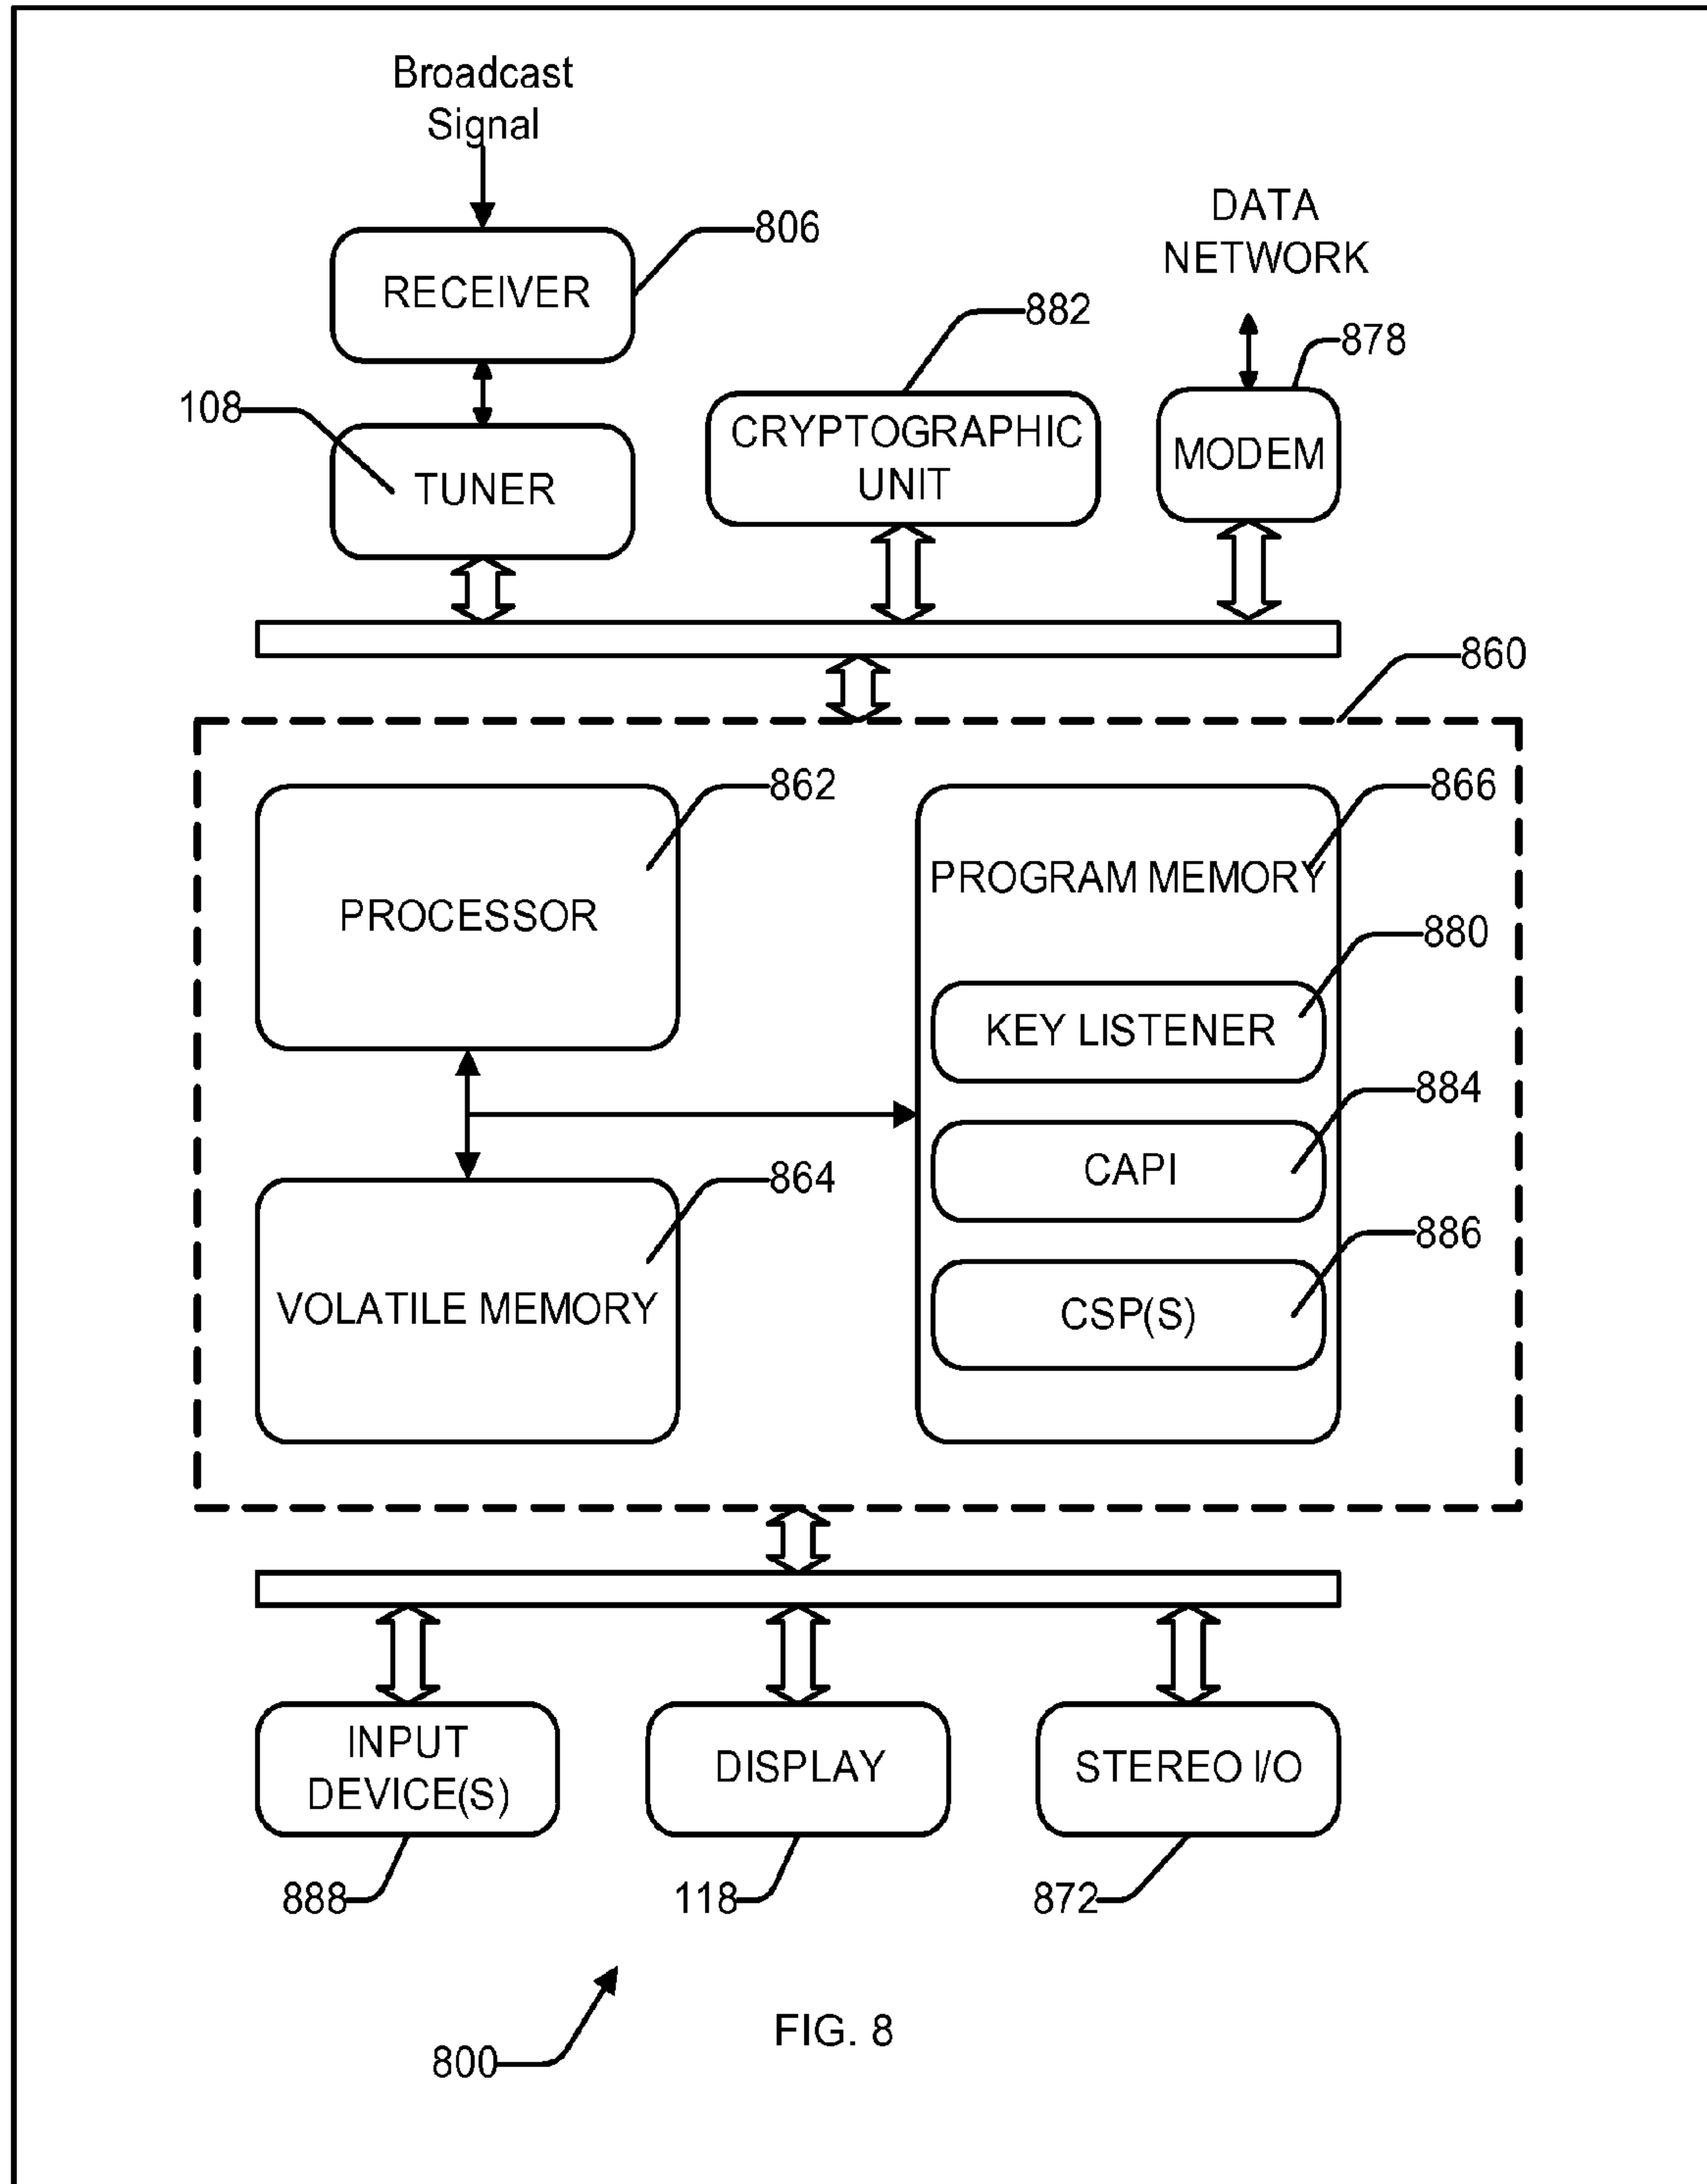 Broadcast
Signal
806
RECEIVER
DATA
NETWORK
882
878
108
CRYPTOGRAPHIC
UNIT
MODEM
TUNER
860
862
866
PROCESSOR
PROGRAM MEMORY
880
KEY LISTENER
884
CAPI
864
886
VOLATILE MEMORY
CSP(S)
INPUT
DEVICE(S)
DISPLAY
STEREO I/O
888
118
872
800
FIG. 8